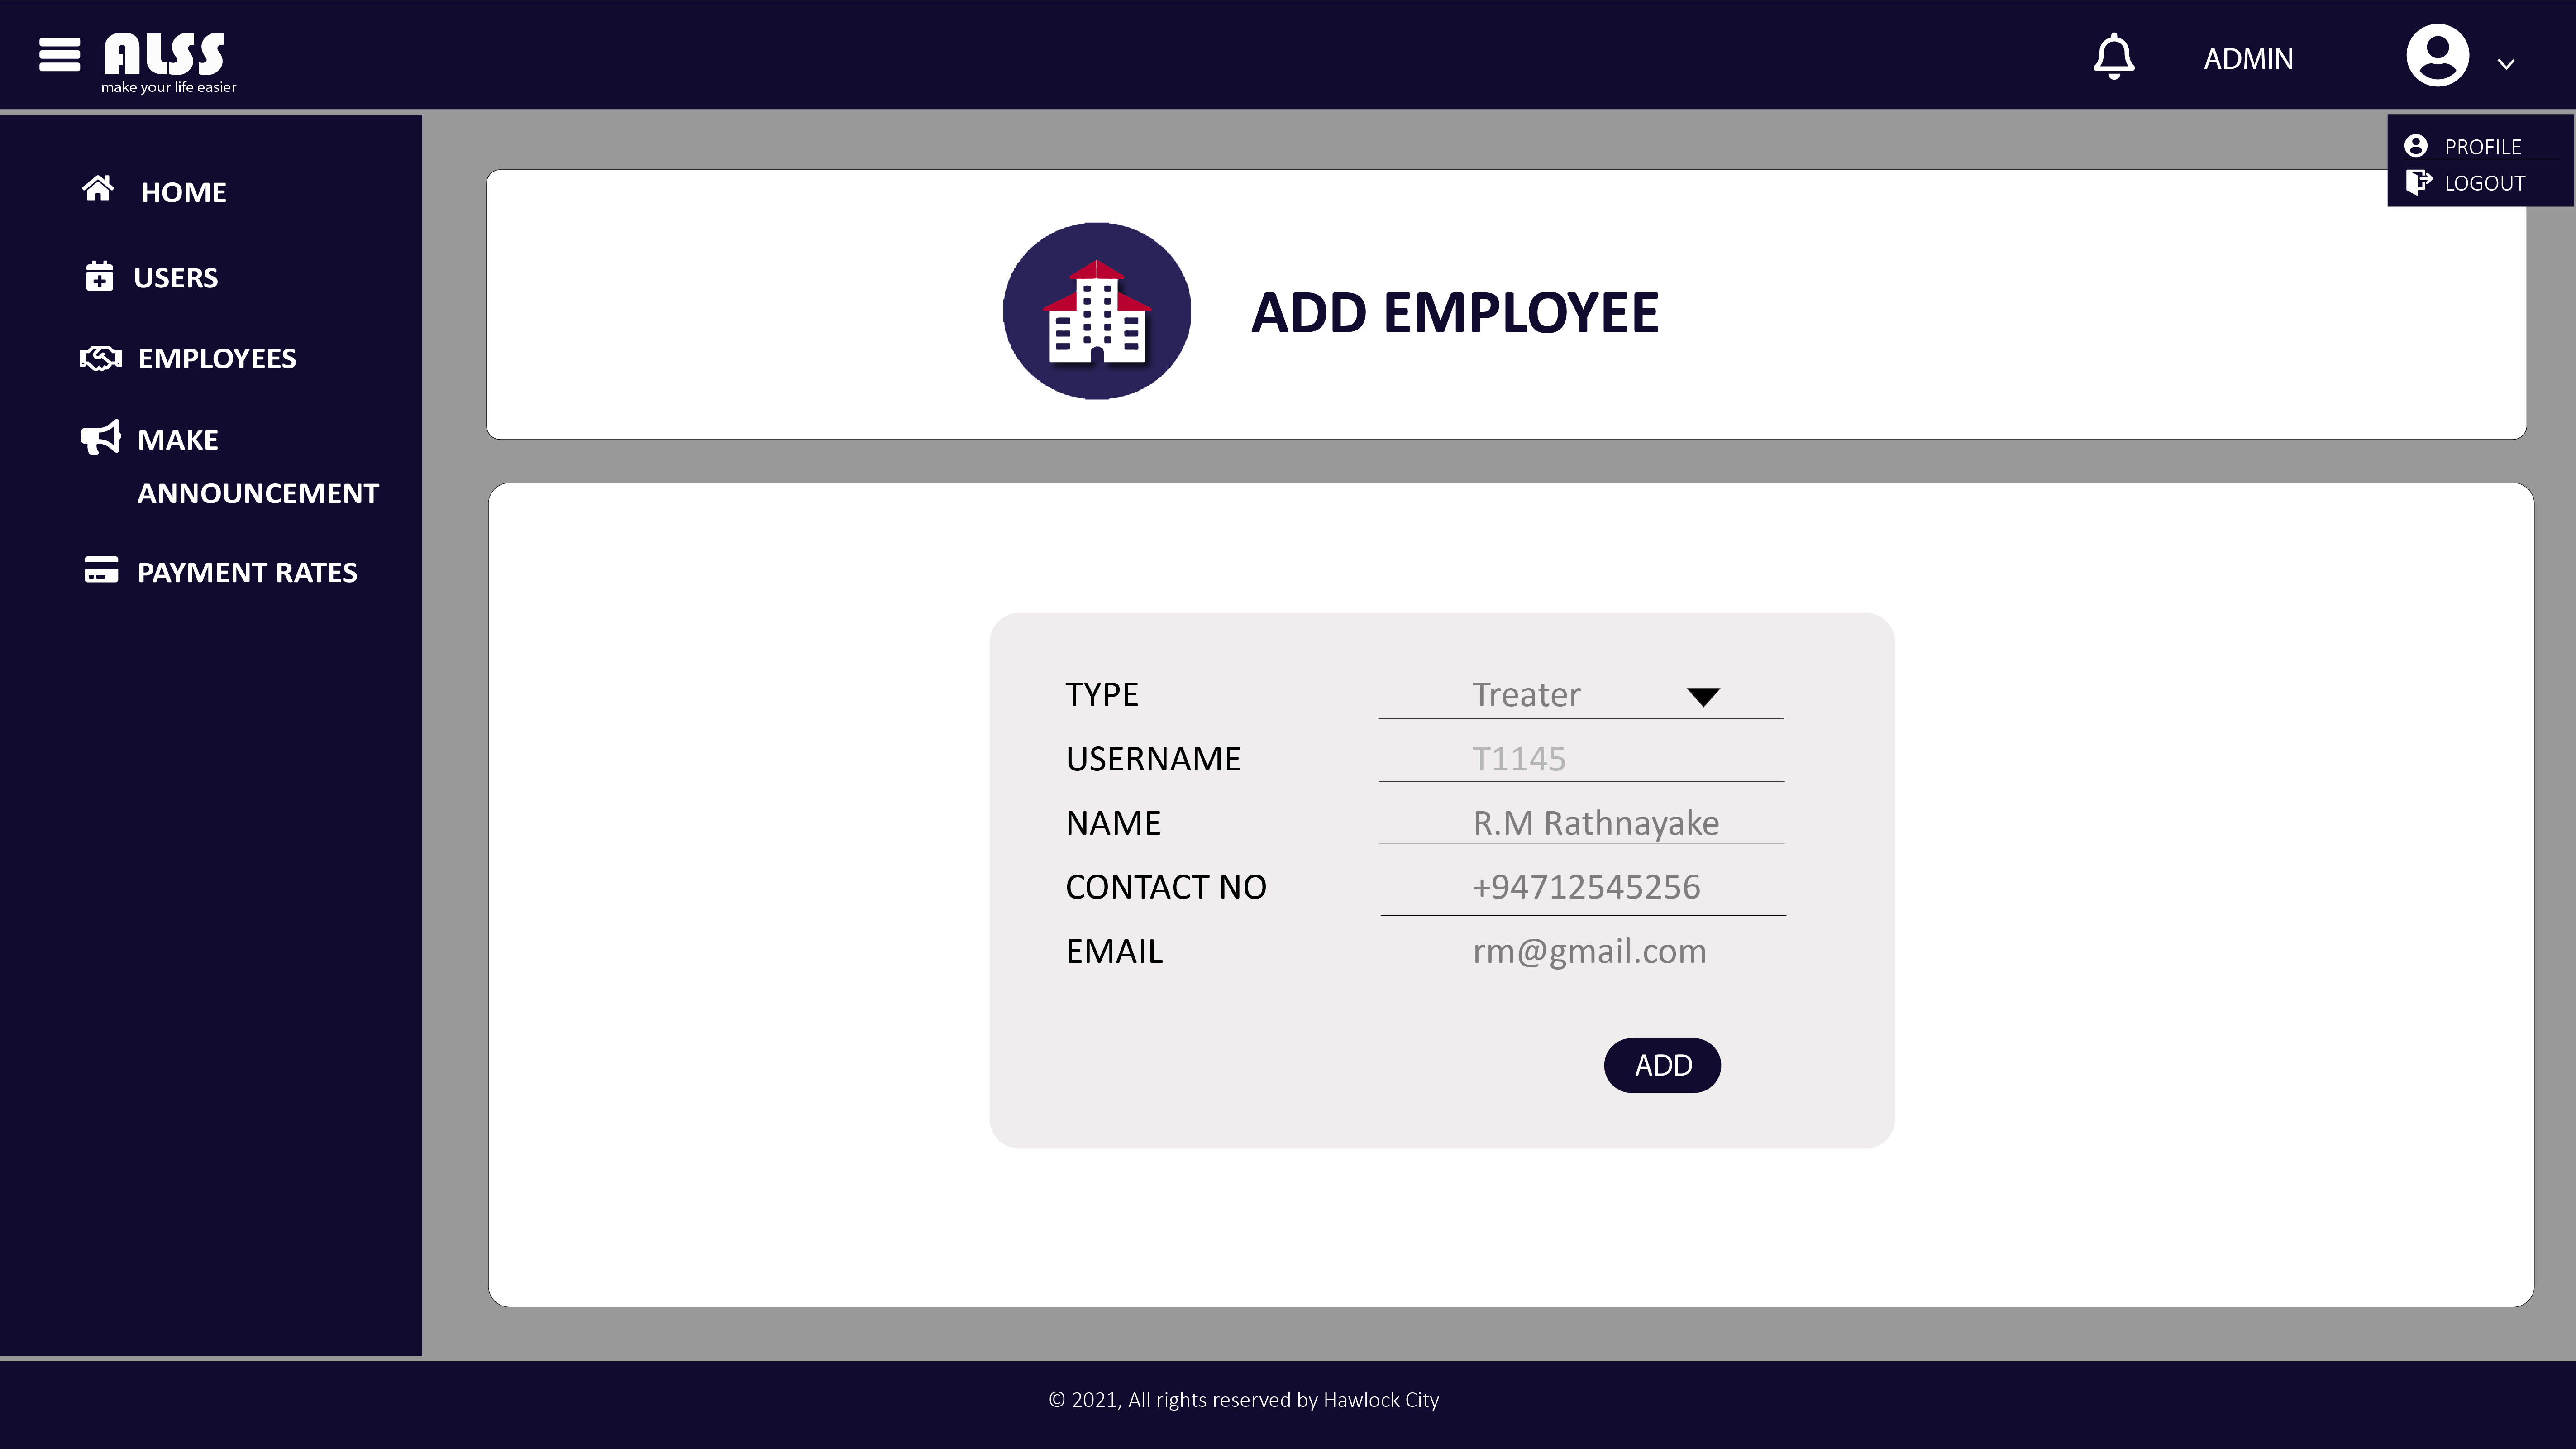 ALSS
make your life easier
ADMIN
PROFILE
LOGOUT
HOME
USERS
EMPLOYEES
MAKE
ANNOUNCEMENT
PAYMENT RATES
ADD EMPLOYEE
TYPE Treater
USERNAME T1145
NAME R.M Rathnayake
CONTACT NO +94712545256
EMAIL rm@gmail.com
ADD
© 2021, All rights reserved by Hawlock City